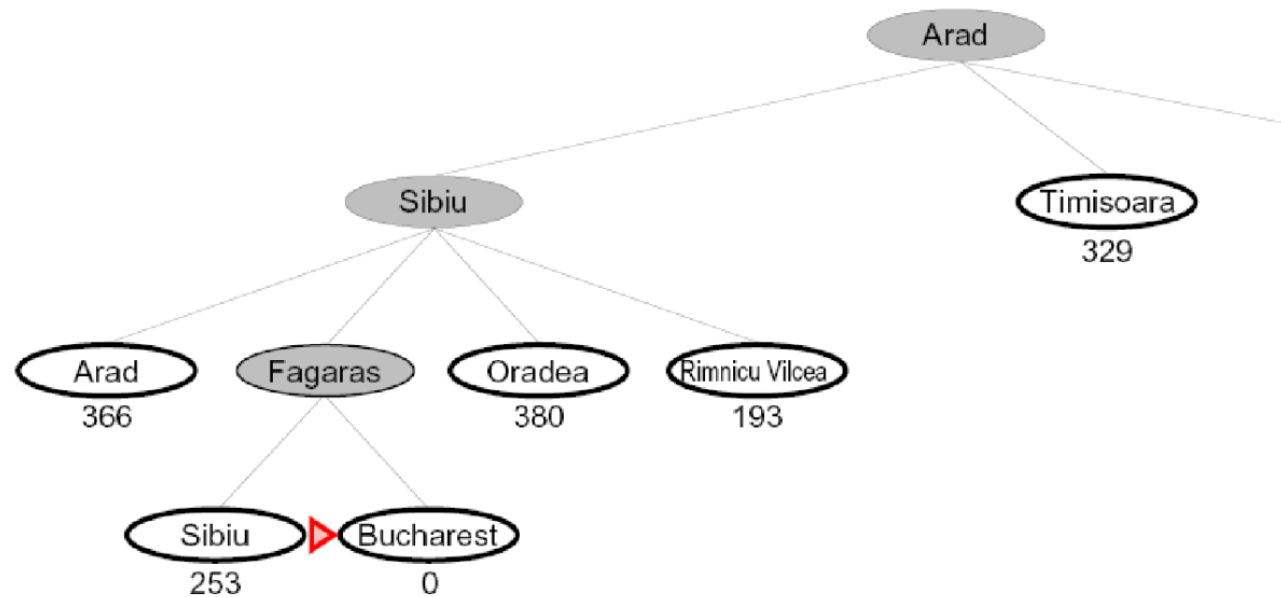 Arad
Sibiu
Timisoara
329
Arad
Fagaras
Oradea
Rimnicu Vilcea
366
380
193
Sibiu
Bucharest
253
0